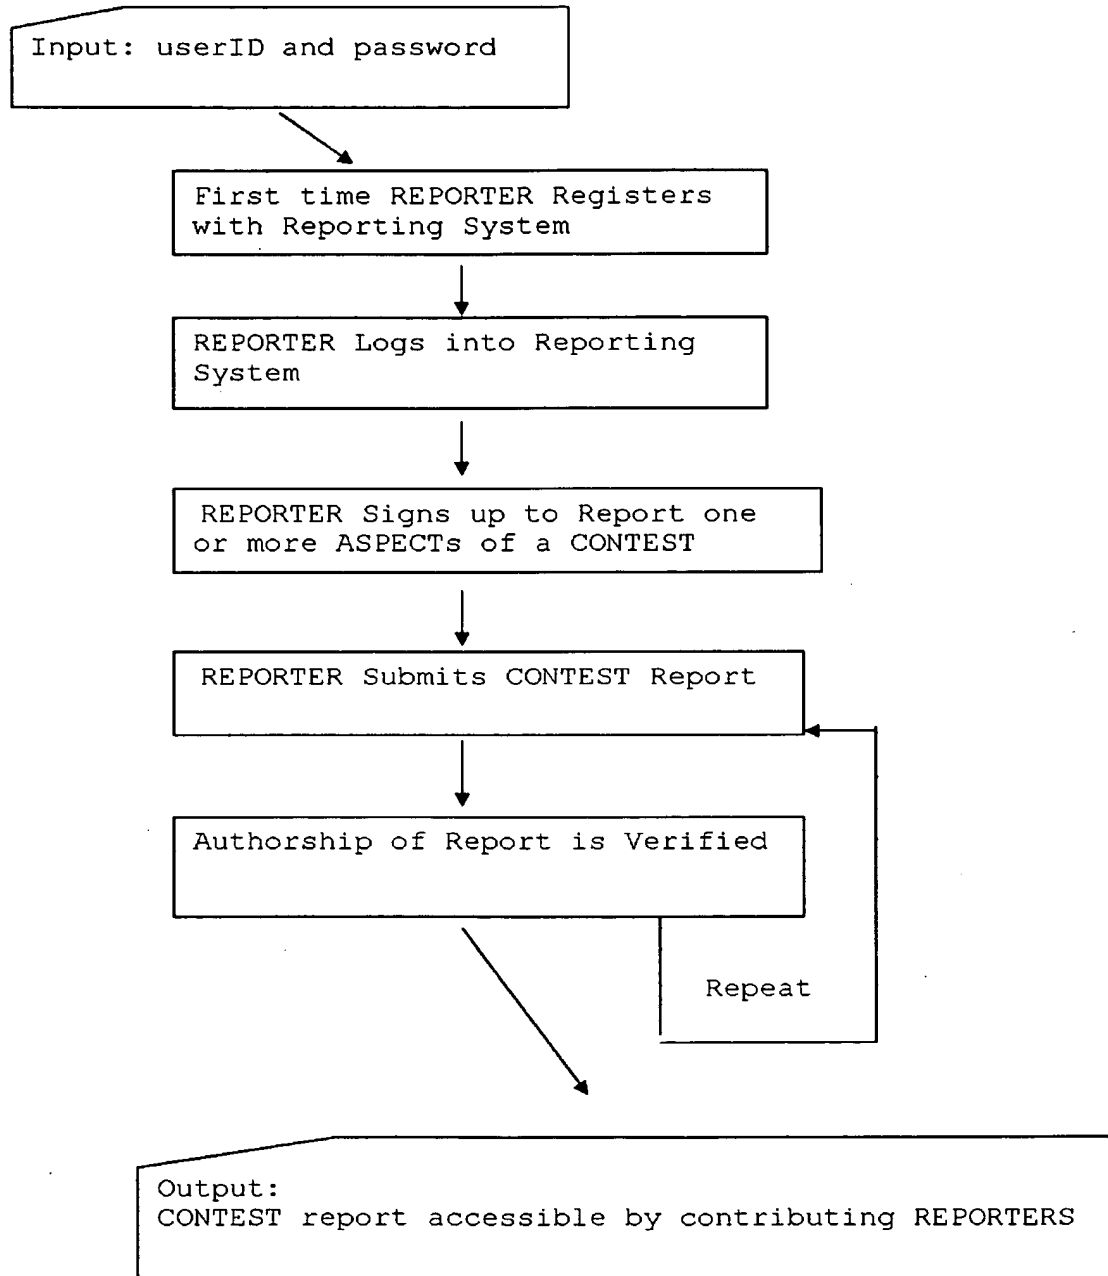 Input: userID and password
First time REPORTER Registers
with Reporting System
REPORTER Logs into Reporting
System
REPORTER Signs up to Report one
or more ASPECTs of a CONTEST
REPORTER Submits CONTEST Report
Authorship of Report is Verified
Repeat
Output:
CONTEST report accessible by contributing REPORTERS